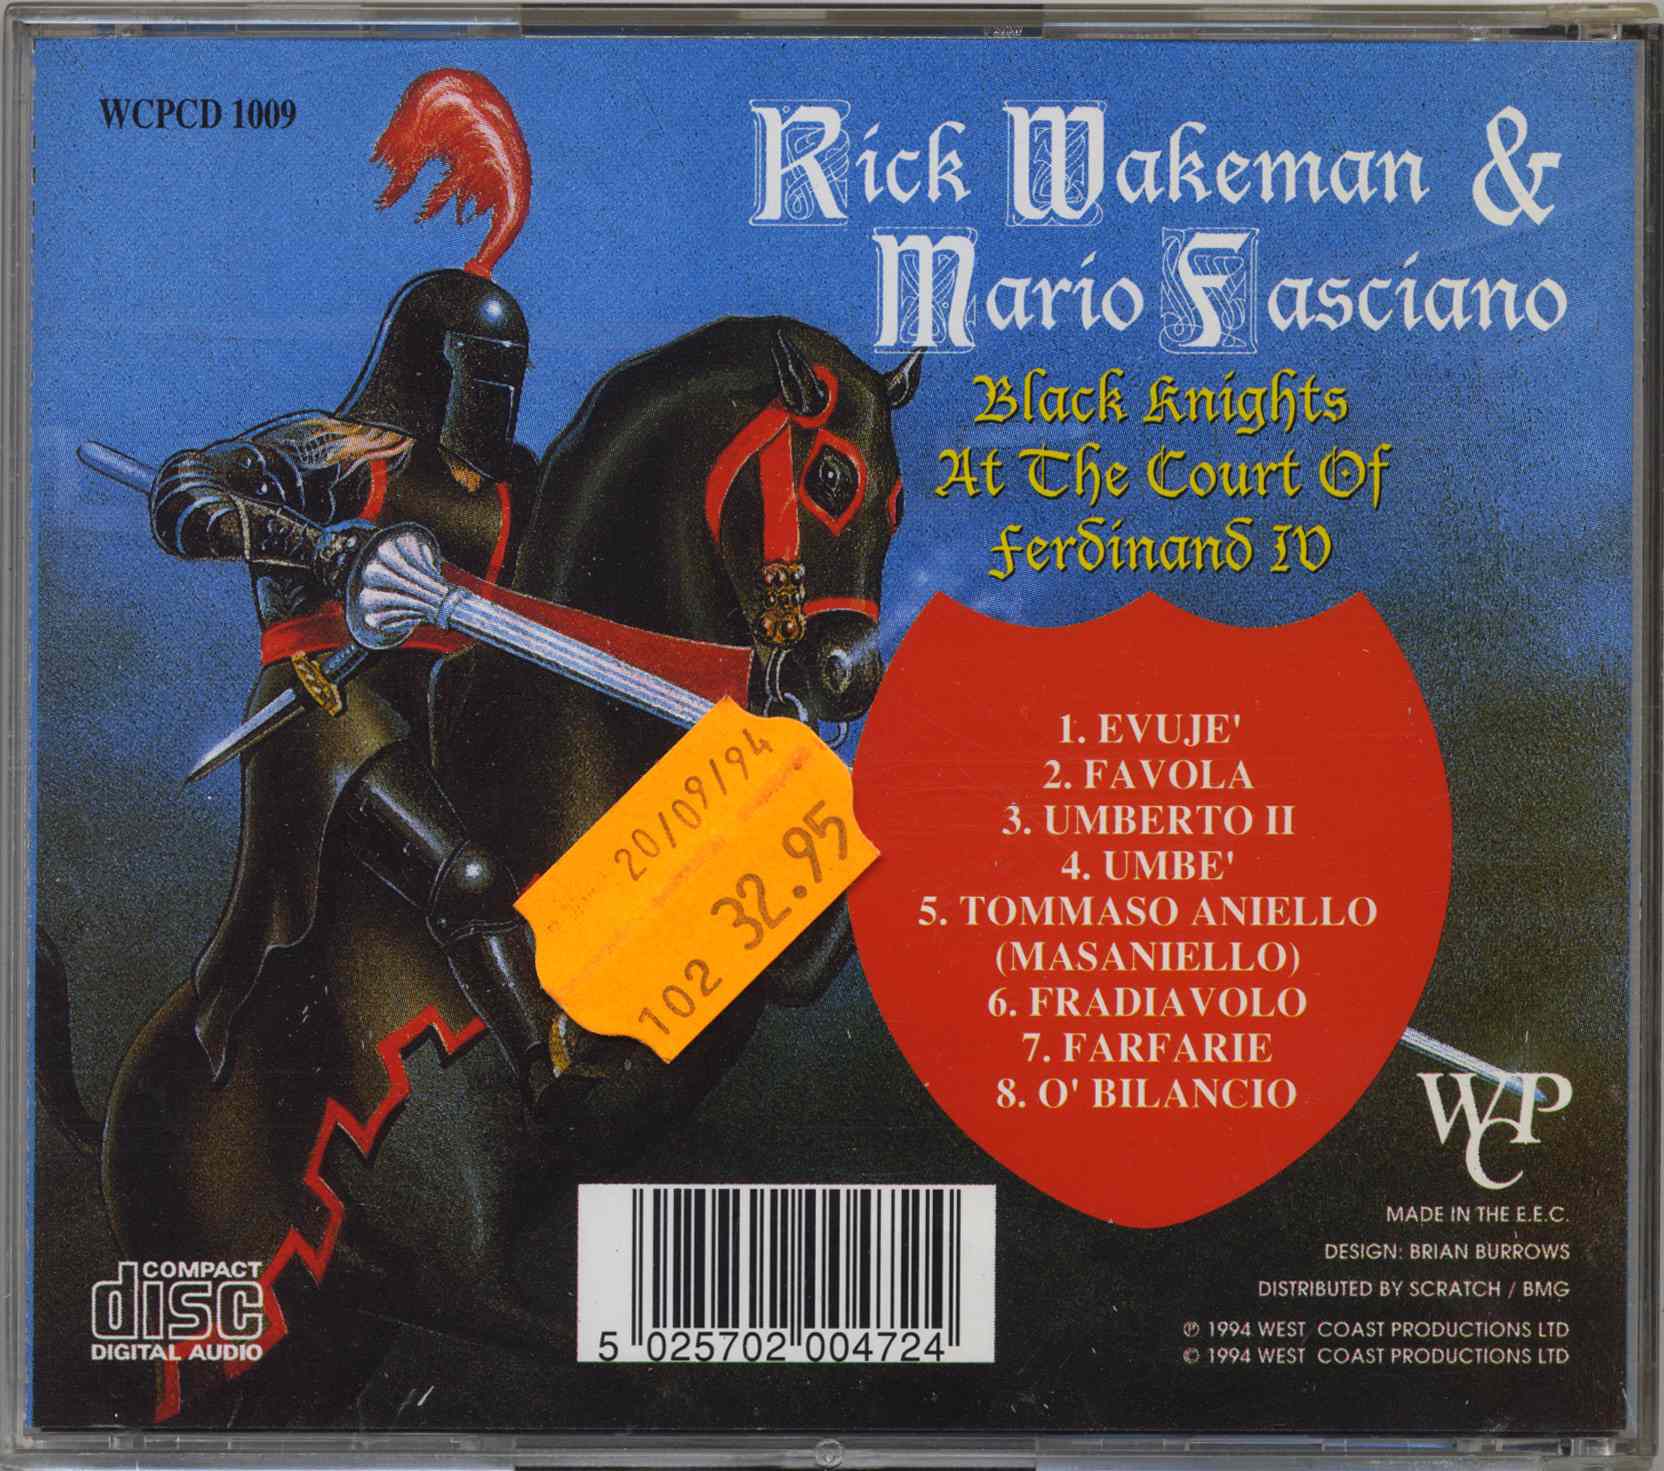 WCPCD 1009
Rick Wakeman &
Mario Fasciano
Black Knights
At The Court Of
Ferdinand IV
1. EVUJE'
2. FAVOLA
3. UMBERTO II
4. UMBE'
5. TOMMASO ANIELLO
(MASANIELLO)
6. FRADIAVOLO
7. FARFARIE
8. O' BILANCIO
20/09/94
32.95
102
WCP
MADE IN THE E.E.C.
DESIGN: BRIAN BURROWS
DISTRIBUTED BY SCRATCH / BMG
℗ 1994 WEST COAST PRODUCTIONS LTD
© 1994 WEST COAST PRODUCTIONS LTD
COMPACT
disc
DIGITAL AUDIO
5 025702 004724